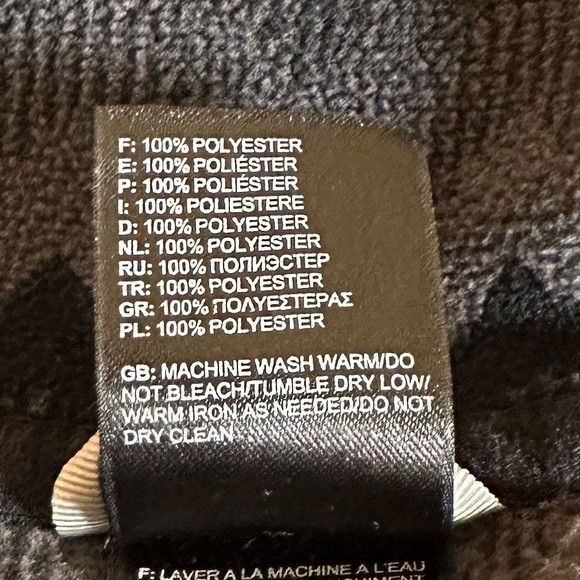 F: 100% POLYESTER
E: 100% POLIÉSTER
P: 100% POLIÉSTER
I: 100% POLIESTERE
D: 100% POLYESTER
NL: 100% POLYESTER
RU: 100% ПОЛИЭСТЕР
TR: 100% POLYESTER
GR: 100% ΠΟΛΥΕΣΤΕΡΑΣ
PL: 100% POLYESTER
GB: MACHINE WASH WARM/DO
NOT BLEACH/TUMBLE DRY LOW/
WARM IRON AS NEEDED/DO NOT
DRY CLEAN
F: LAVER A LA MACHINE A L'EAU